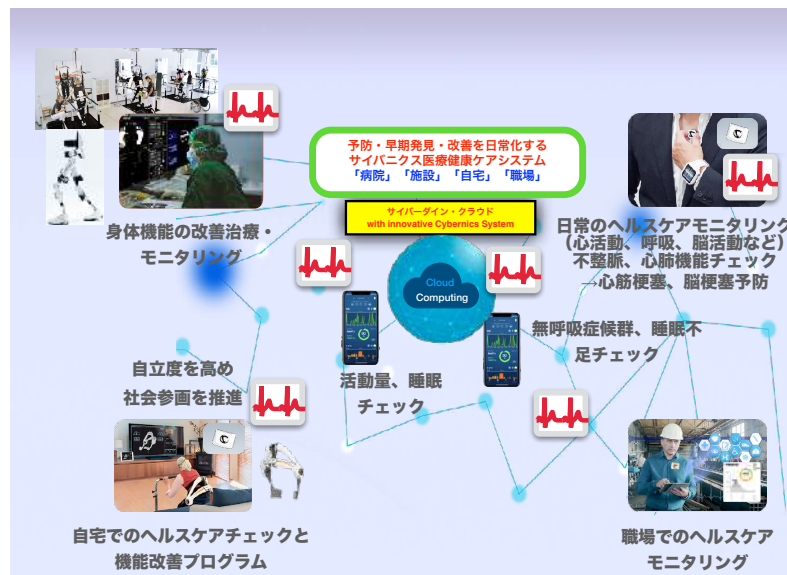 予防・早期発見・改善を日常化する
サイバニクス医療健康ケアシステム
「病院」「施設」「自宅」「職場」
サイバーダイン・クラウド
with innovative Cybernics System
身体機能の改善治療・
モニタリング
日常のヘルスケアモニタリング
（心活動、呼吸、脳活動など）
不整脈、心肺機能チェック
→心筋梗塞、脳梗塞予防
Cloud
Computing
無呼吸症候群、睡眠不
足チェック
自立度を高め
社会参画を推進
活動量、睡眠
チェック
自宅でのヘルスケアチェックと
機能改善プログラム
職場でのヘルスケア
モニタリング